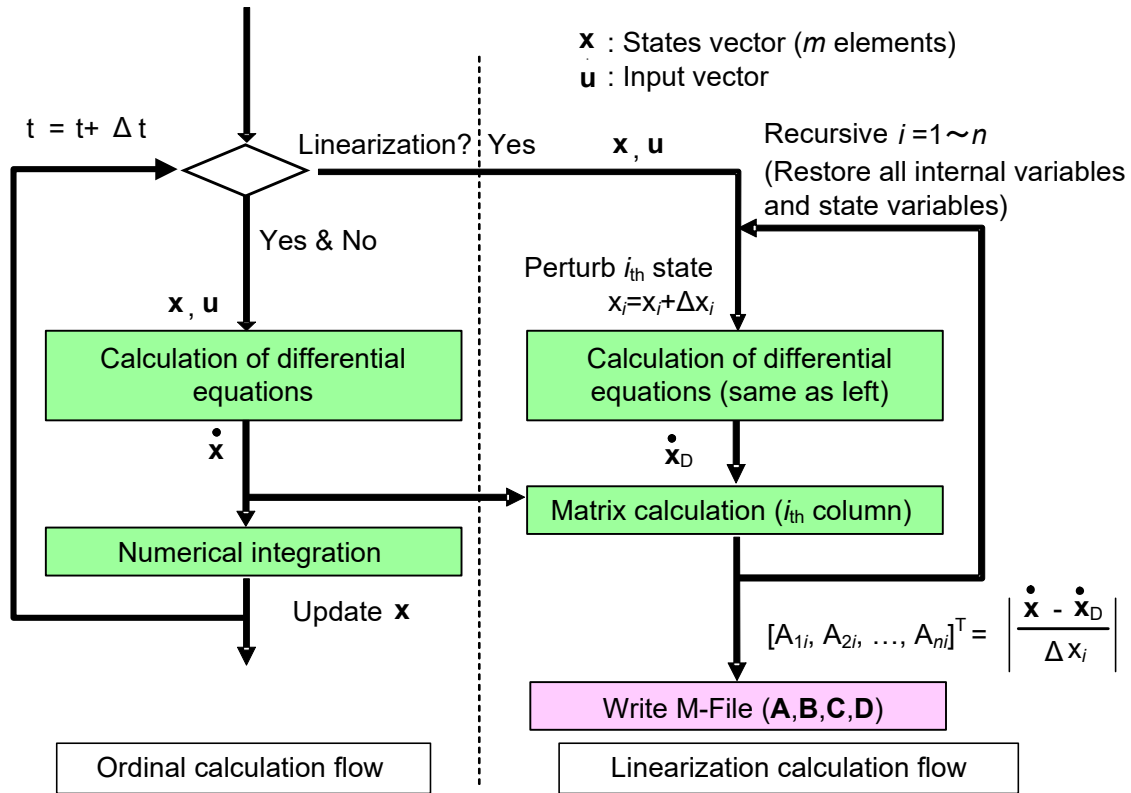 x : States vector (m elements)
u : Input vector
t = t+ Δ t
Linearization? Yes
x , u
Recursive i =1～n
(Restore all internal variables
and state variables)
Yes & No
Perturb ith state
xi=xi+Δxi
x , u
Calculation of differential
equations
Calculation of differential
equations (same as left)
ẋ
ẋD
Matrix calculation (ith column)
Numerical integration
Update x
[A1i, A2i, …, Ani]T = | ẋ - ẋD
Δ xi |
Write M-File (A,B,C,D)
Ordinal calculation flow
Linearization calculation flow